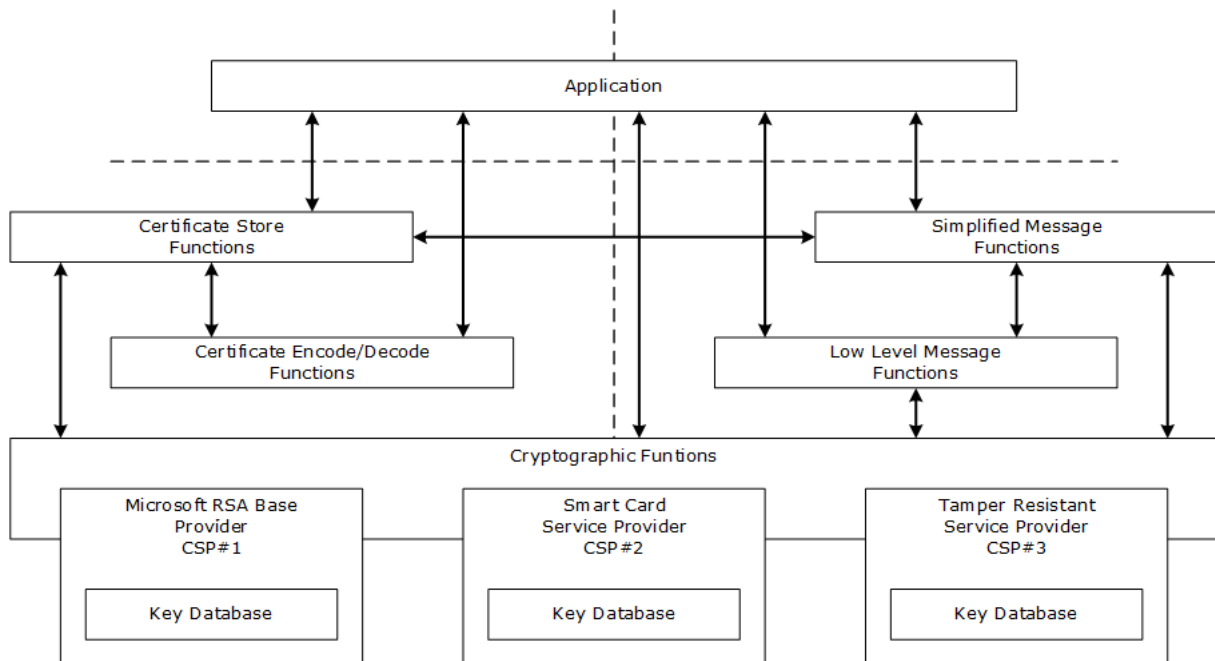 Application
Certificate Store
Functions
Simplified Message
Functions
Certificate Encode/Decode
Functions
Low Level Message
Functions
Cryptographic Funtions
Microsoft RSA Base
Províder
CSP#1
Key Database
Smart Card
Service Provider
CSP#2
Key Database
Tamper Resistant
Service Provider
CSP#3
Key Database